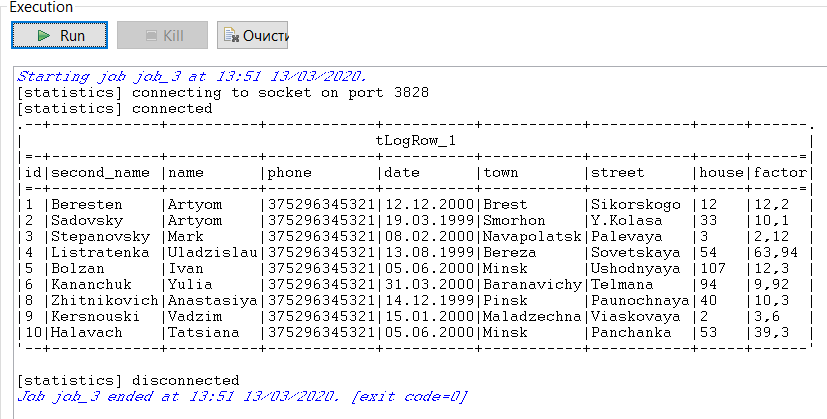 Execution
Run Kill Очисти
Starting job job_3 at 13:51 13/03/2020.
[statistics] connecting to socket on port 3828
[statistics] connected
.--+------------+----------+-----------+----------+-----------+----------+-----+------.
| tLogRow_1 |
|=-+------------+----------+-----------+----------+-----------+----------+-----+-----=|
|id|second_name |name |phone |date |town |street |house|factor|
|=-+------------+----------+-----------+----------+-----------+----------+-----+-----=|
|1 |Beresten |Artyom |375296345321|12.12.2000|Brest |Sikorskogo |12 |12,2 |
|2 |Sadovsky |Artyom |375296345321|19.03.1999|Smorhon |Y.Kolasa |33 |10,1 |
|3 |Stepanovsky |Mark |375296345321|08.02.2000|Navapolatsk|Palevaya |3 |2,12 |
|4 |Listratenka |Uladzislau|375296345321|13.08.1999|Bereza |Sovetskaya |54 |63,94 |
|5 |Bolzan |Ivan |375296345321|05.06.2000|Minsk |Ushodnyaya |107 |12,3 |
|6 |Kananchuk |Yulia |375296345321|31.03.2000|Baranavichy|Telmana |94 |9,92 |
|8 |Zhitnikovich|Anastasiya|375296345321|14.12.1999|Pinsk |Paunochnaya|40 |10,3 |
|9 |Kersnouski |Vadzim |375296345321|15.01.2000|Maladzechna|Viaskovaya |2 |3,6 |
|10|Halavach |Tatsiana |375296345321|05.06.2000|Minsk |Panchanka |53 |39,3 |
'--+------------+----------+-----------+----------+-----------+----------+-----+------'
[statistics] disconnected
Job job_3 ended at 13:51 13/03/2020. [exit code=0]